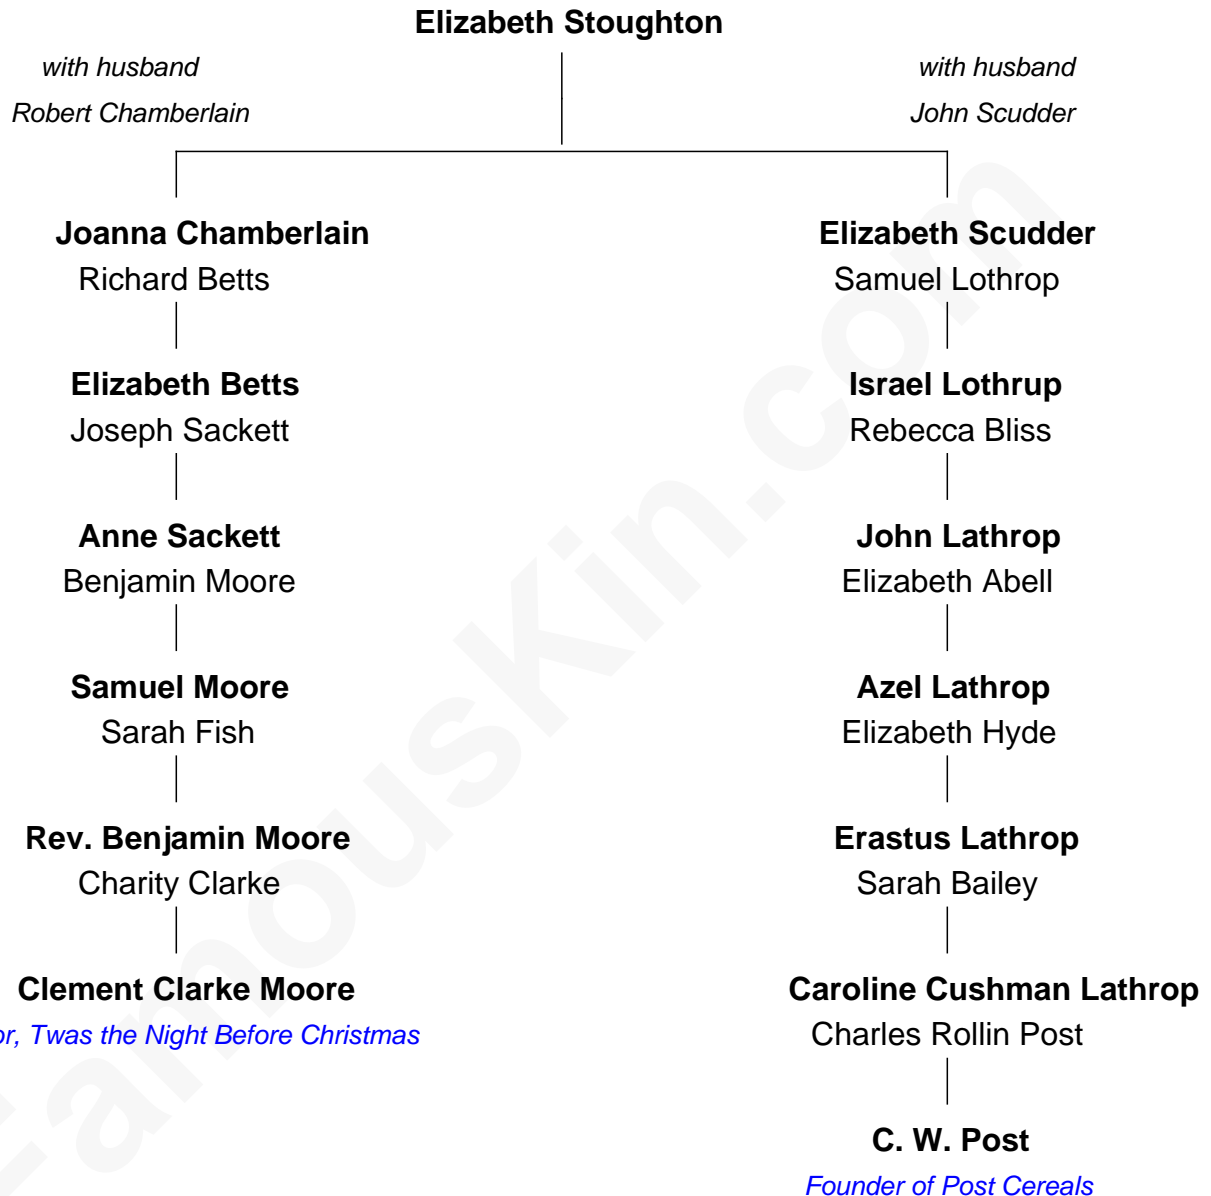 Elizabeth Stoughton
with husband
Robert Chamberlain
with husband
John Scudder
Joanna Chamberlain
Richard Betts
Elizabeth Scudder
Samuel Lothrop
Elizabeth Betts
Joseph Sackett
Israel Lothrup
Rebecca Bliss
Anne Sackett
Benjamin Moore
John Lathrop
Elizabeth Abell
Samuel Moore
Sarah Fish
Azel Lathrop
Elizabeth Hyde
Rev. Benjamin Moore
Charity Clarke
Erastus Lathrop
Sarah Bailey
Clement Clarke Moore
or, Twas the Night Before Christmas
Caroline Cushman Lathrop
Charles Rollin Post
C. W. Post
Founder of Post Cereals
FamousKin.com